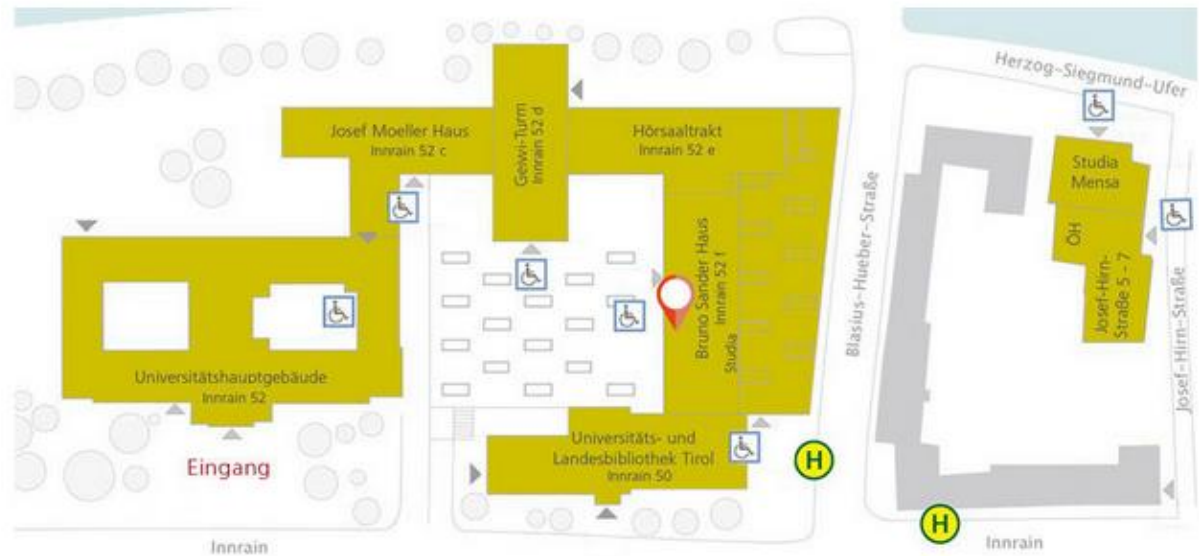 Herzog-Siegmund-Ufer
Josef Moeller Haus
Innrain 52 c
Geiwi-Turm
Innrain 52 d
Hörsaaltrakt
Innrain 52 e
Studia
Mensa
ÖH
Josef-Hirn-
Straße 5 - 7
Josef-Hirn-Straße
Blasius-Hueber-Straße
Bruno Sander Haus
Innrain 52 f
Studia
Universitätshauptgebäude
Innrain 52
Eingang
Universitäts- und
Landesbibliothek Tirol
Innrain 50
H
H
Innrain
Innrain